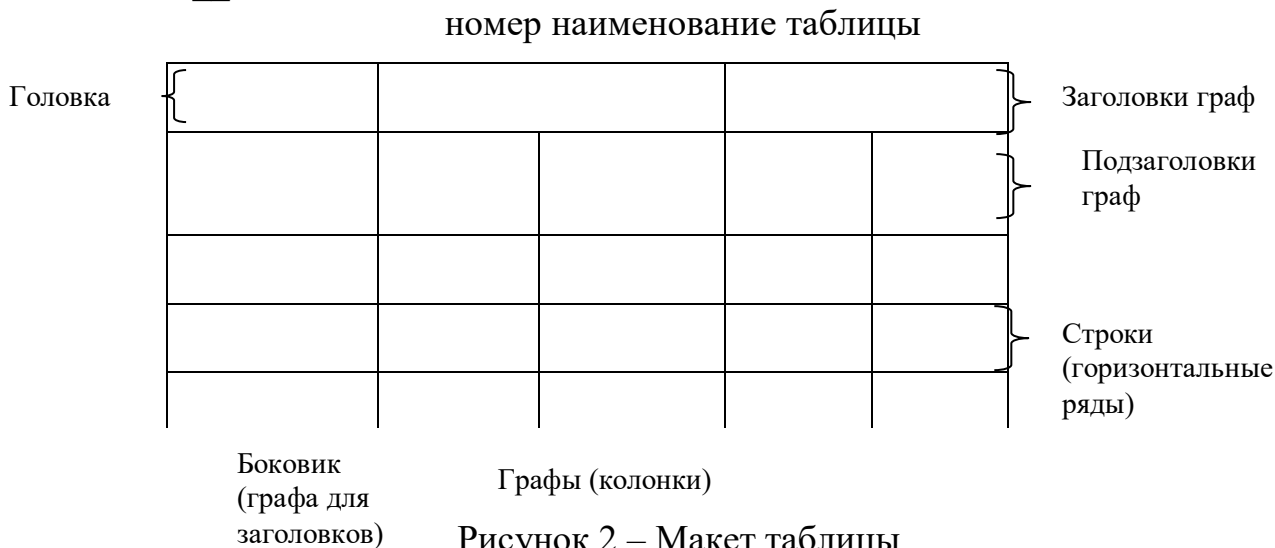 номер наименование таблицы
Головка
Заголовки граф
Подзаголовки
граф
Строки
(горизонтальные
ряды)
Боковик
(графа для
заголовков)
Графы (колонки)
Рисунок 2 – Макет таблицы